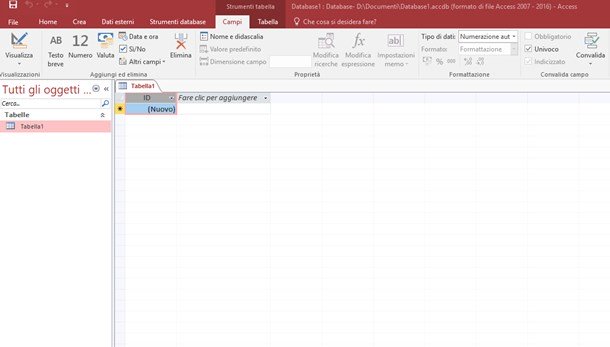 Strumenti tabella
Database1 : Database- D:\Documenti\Database1.accdb (formato di file Access 2007 - 2016) - Access
File Home Crea Dati esterni Strumenti database Campi Tabella Che cosa si desidera fare?
Visualizza
Visualizzazioni
AB
Testo breve
12
Numero
Valuta
Data e ora
Sì/No
Altri campi
Elimina
Aggiungi ed elimina
Nome e didascalia
Valore predefinito
Dimensione campo
Modifica ricerche
fx
Modifica espressione
ab
Impostazioni memo
Proprietà
Tipo di dati: Numerazione aut
Formato: Formattazione
%
Formattazione
Obbligatorio
Univoco
Indicizzato
Convalida
Convalida campo
Tutti gli oggetti ...
Cerca...
Tabelle
Tabella1
Tabella1
ID Fare clic per aggiungere
(Nuovo)